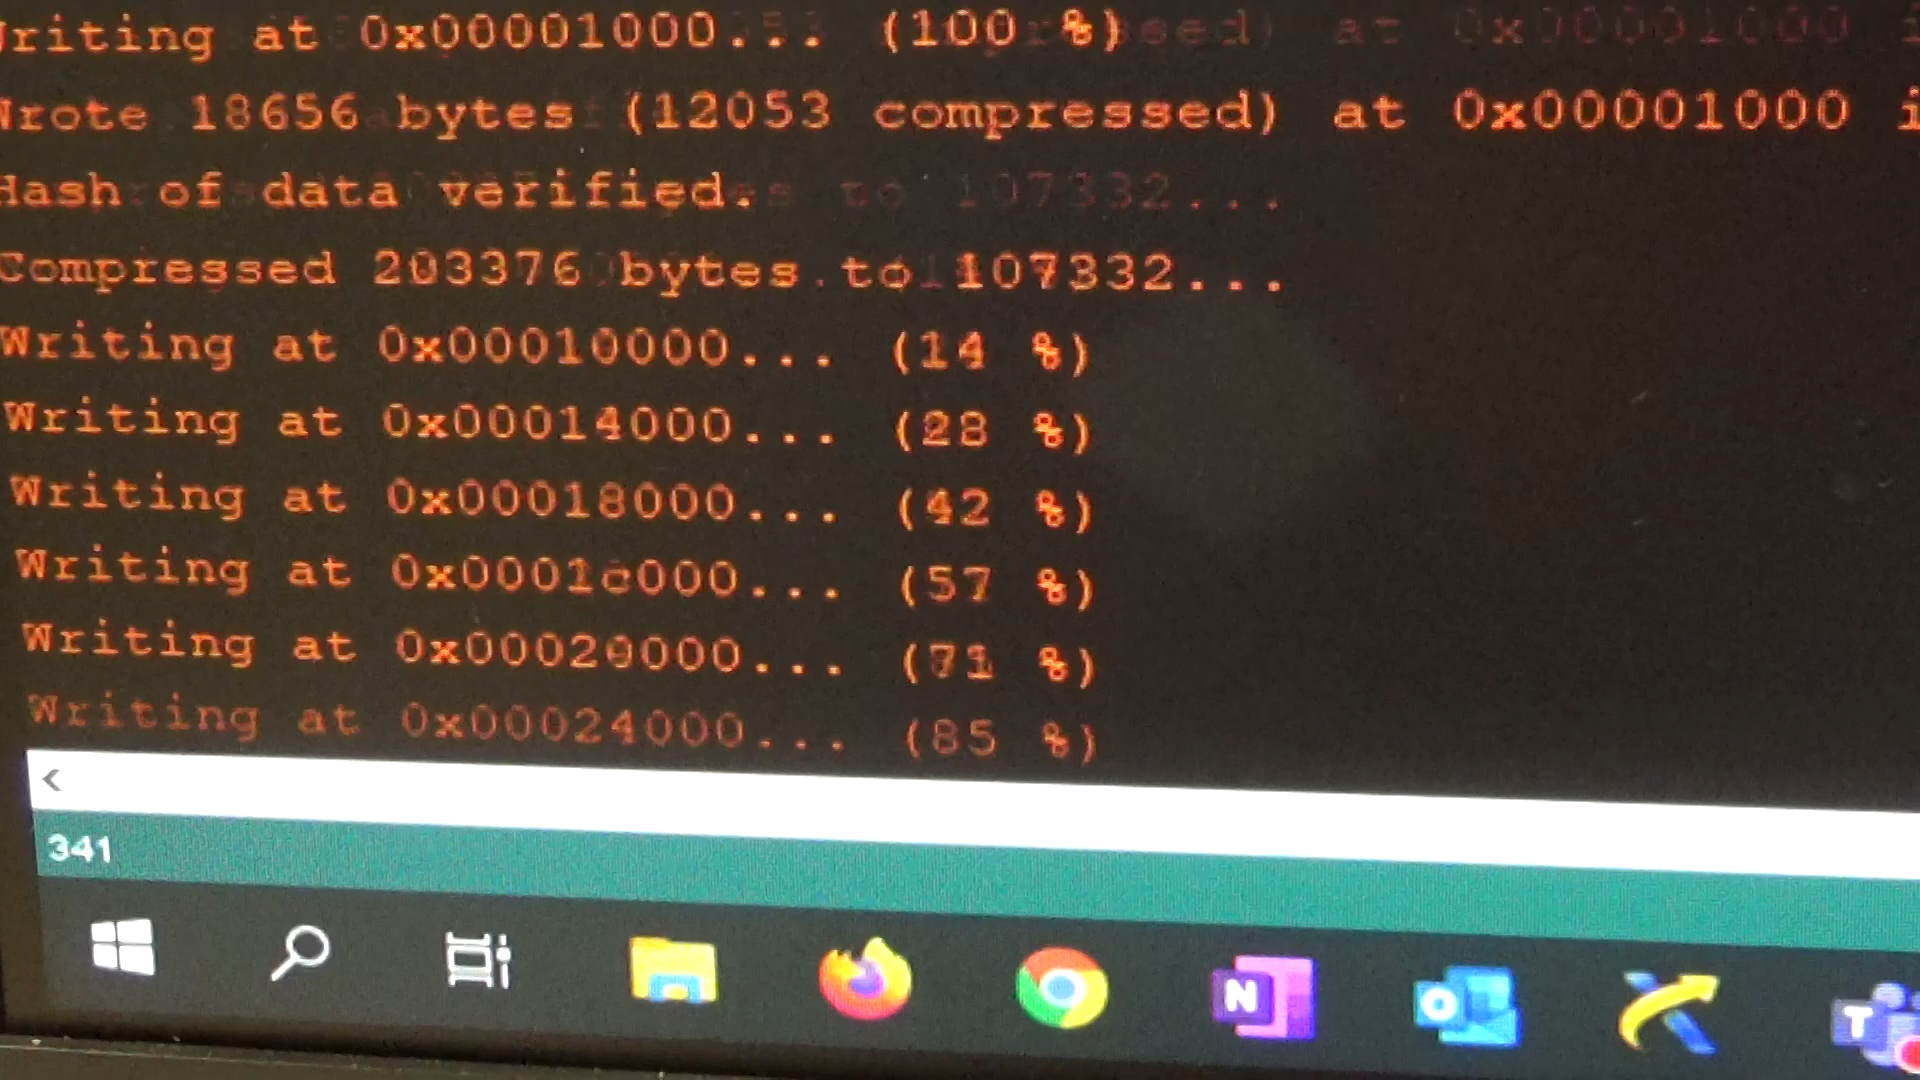 Writing at 0x00001000... (100 %)
Wrote 18656 bytes (12053 compressed) at 0x00001000 i
Hash of data verified.
Compressed 203376 bytes to 107332...
Writing at 0x00010000... (14 %)
Writing at 0x00014000... (28 %)
Writing at 0x00018000... (42 %)
Writing at 0x0001c000... (57 %)
Writing at 0x00020000... (71 %)
Writing at 0x00024000... (85 %)
341
N
O
T